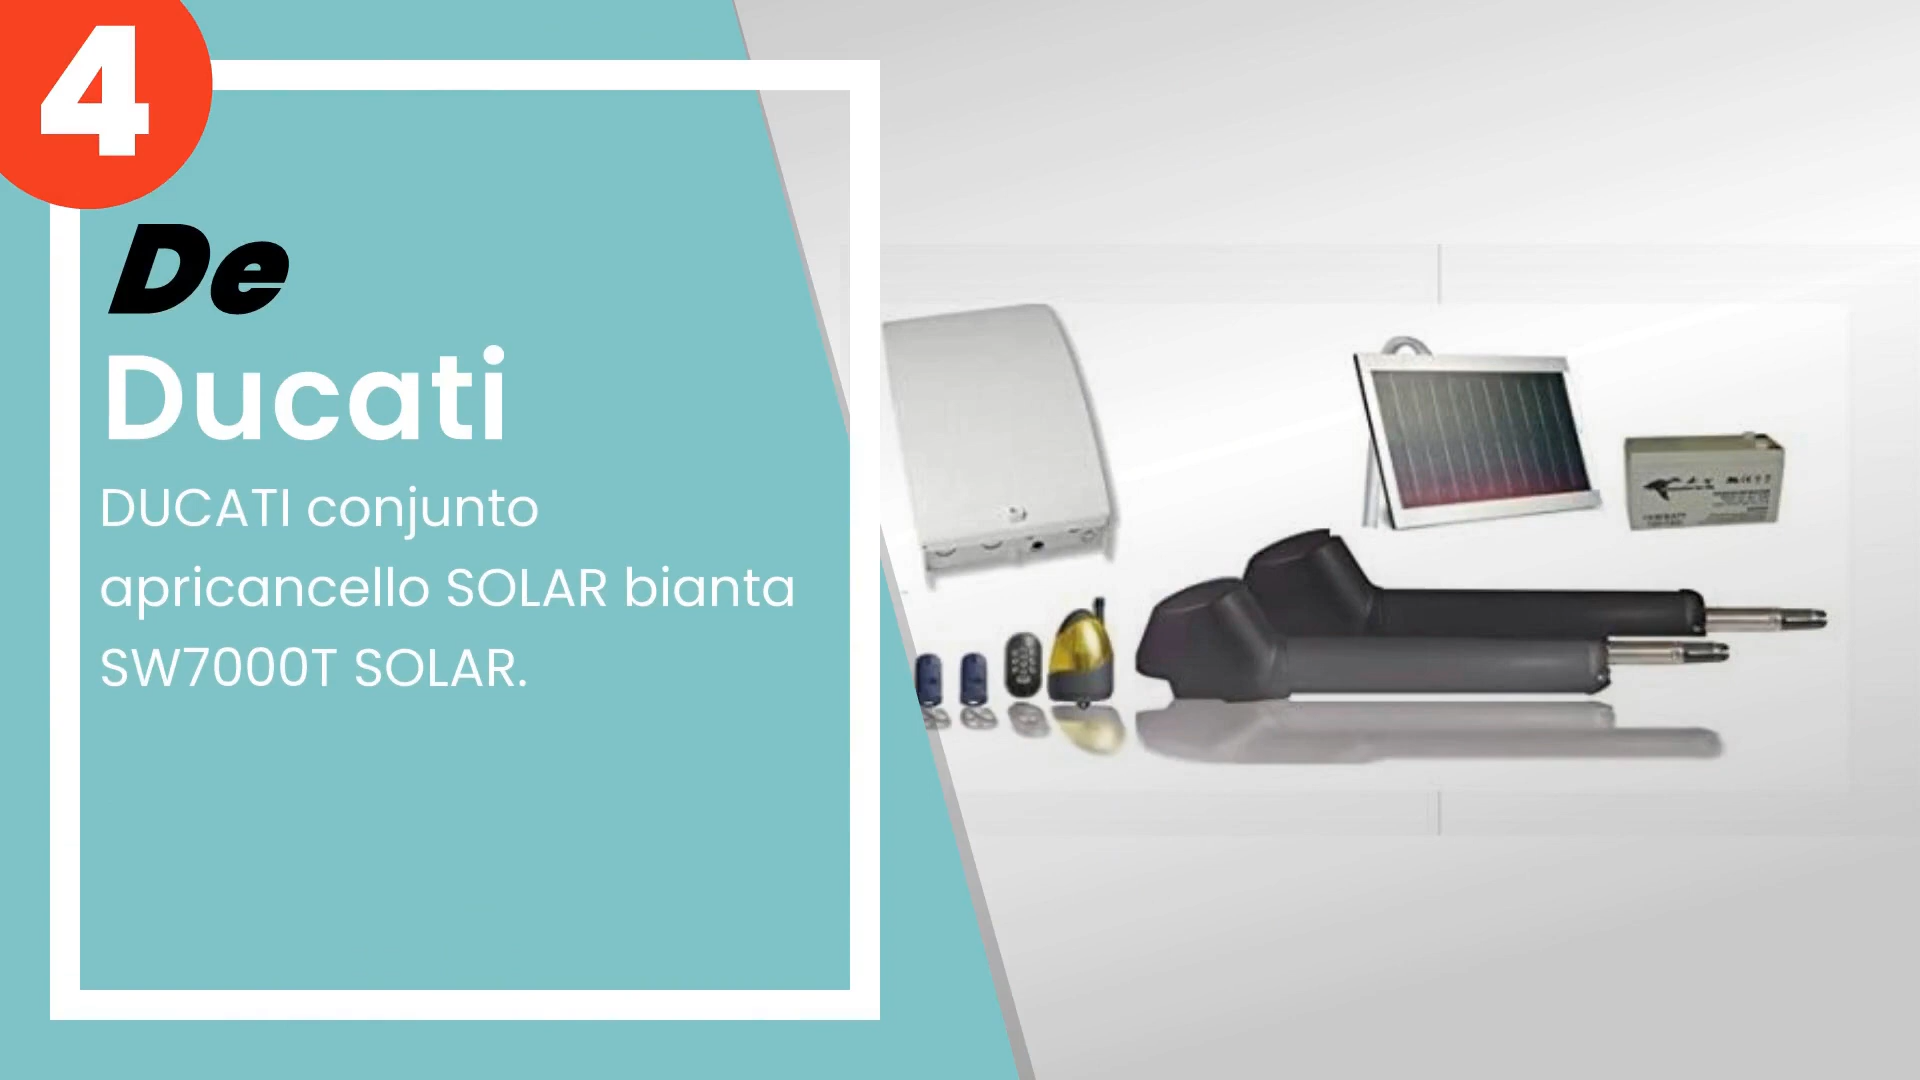 4
De
Ducati
DUCATI conjunto
apricancello SOLAR bianta
SW7000T SOLAR.